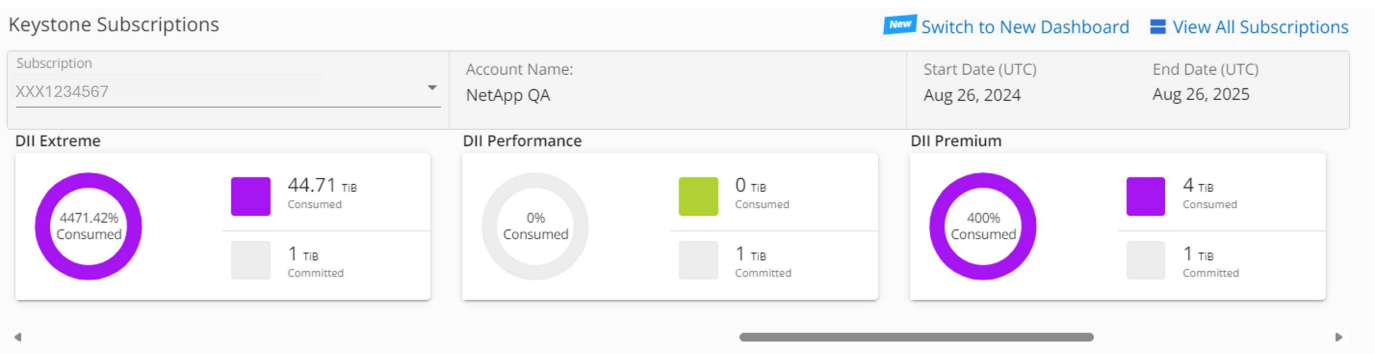 Keystone Subscriptions
New Switch to New Dashboard View All Subscriptions
Subscription
XXX1234567
Account Name:
NetApp QA
Start Date (UTC)
Aug 26, 2024
End Date (UTC)
Aug 26, 2025
DII Extreme
4471.42%
Consumed
44.71 TiB
Consumed
1 TiB
Committed
DII Performance
0%
Consumed
0 TiB
Consumed
1 TiB
Committed
DII Premium
400%
Consumed
4 TiB
Consumed
1 TiB
Committed